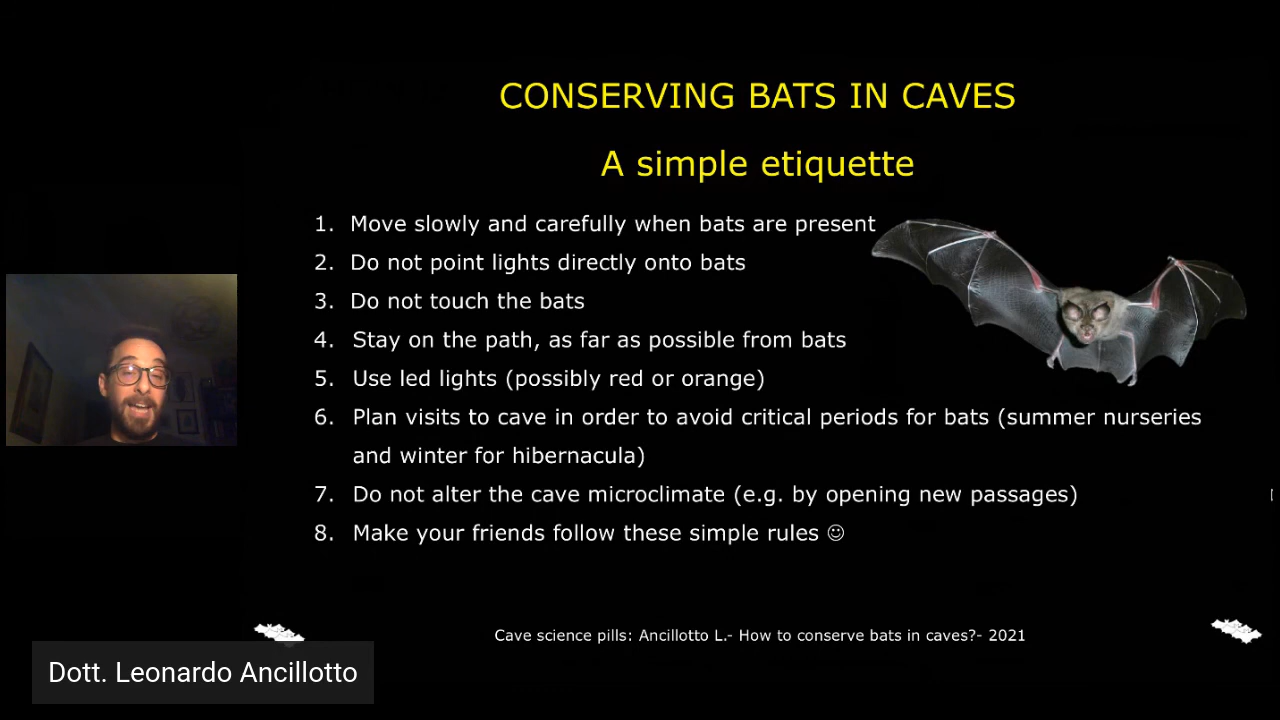 CONSERVING BATS IN CAVES
A simple etiquette
1. Move slowly and carefully when bats are present
2. Do not point lights directly onto bats
3. Do not touch the bats
4. Stay on the path, as far as possible from bats
5. Use led lights (possibly red or orange)
6. Plan visits to cave in order to avoid critical periods for bats (summer nurseries
and winter for hibernacula)
7. Do not alter the cave microclimate (e.g. by opening new passages)
8. Make your friends follow these simple rules ☺
Cave science pills: Ancillotto L.- How to conserve bats in caves?- 2021
Dott. Leonardo Ancillotto